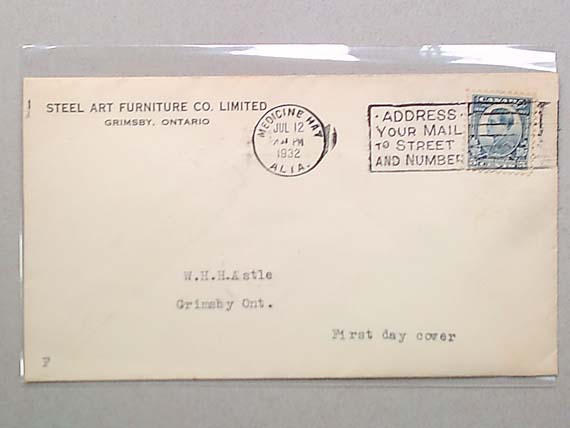 STEEL ART FURNITURE CO. LIMITED
GRIMSBY, ONTARIO
MEDICINE HAT
JUL 12
PM
1932
ALTA.
· ADDRESS ·
YOUR MAIL
TO STREET
AND NUMBER
CANADA
W.H.H.Astle
Grimsby Ont.
First day cover
F